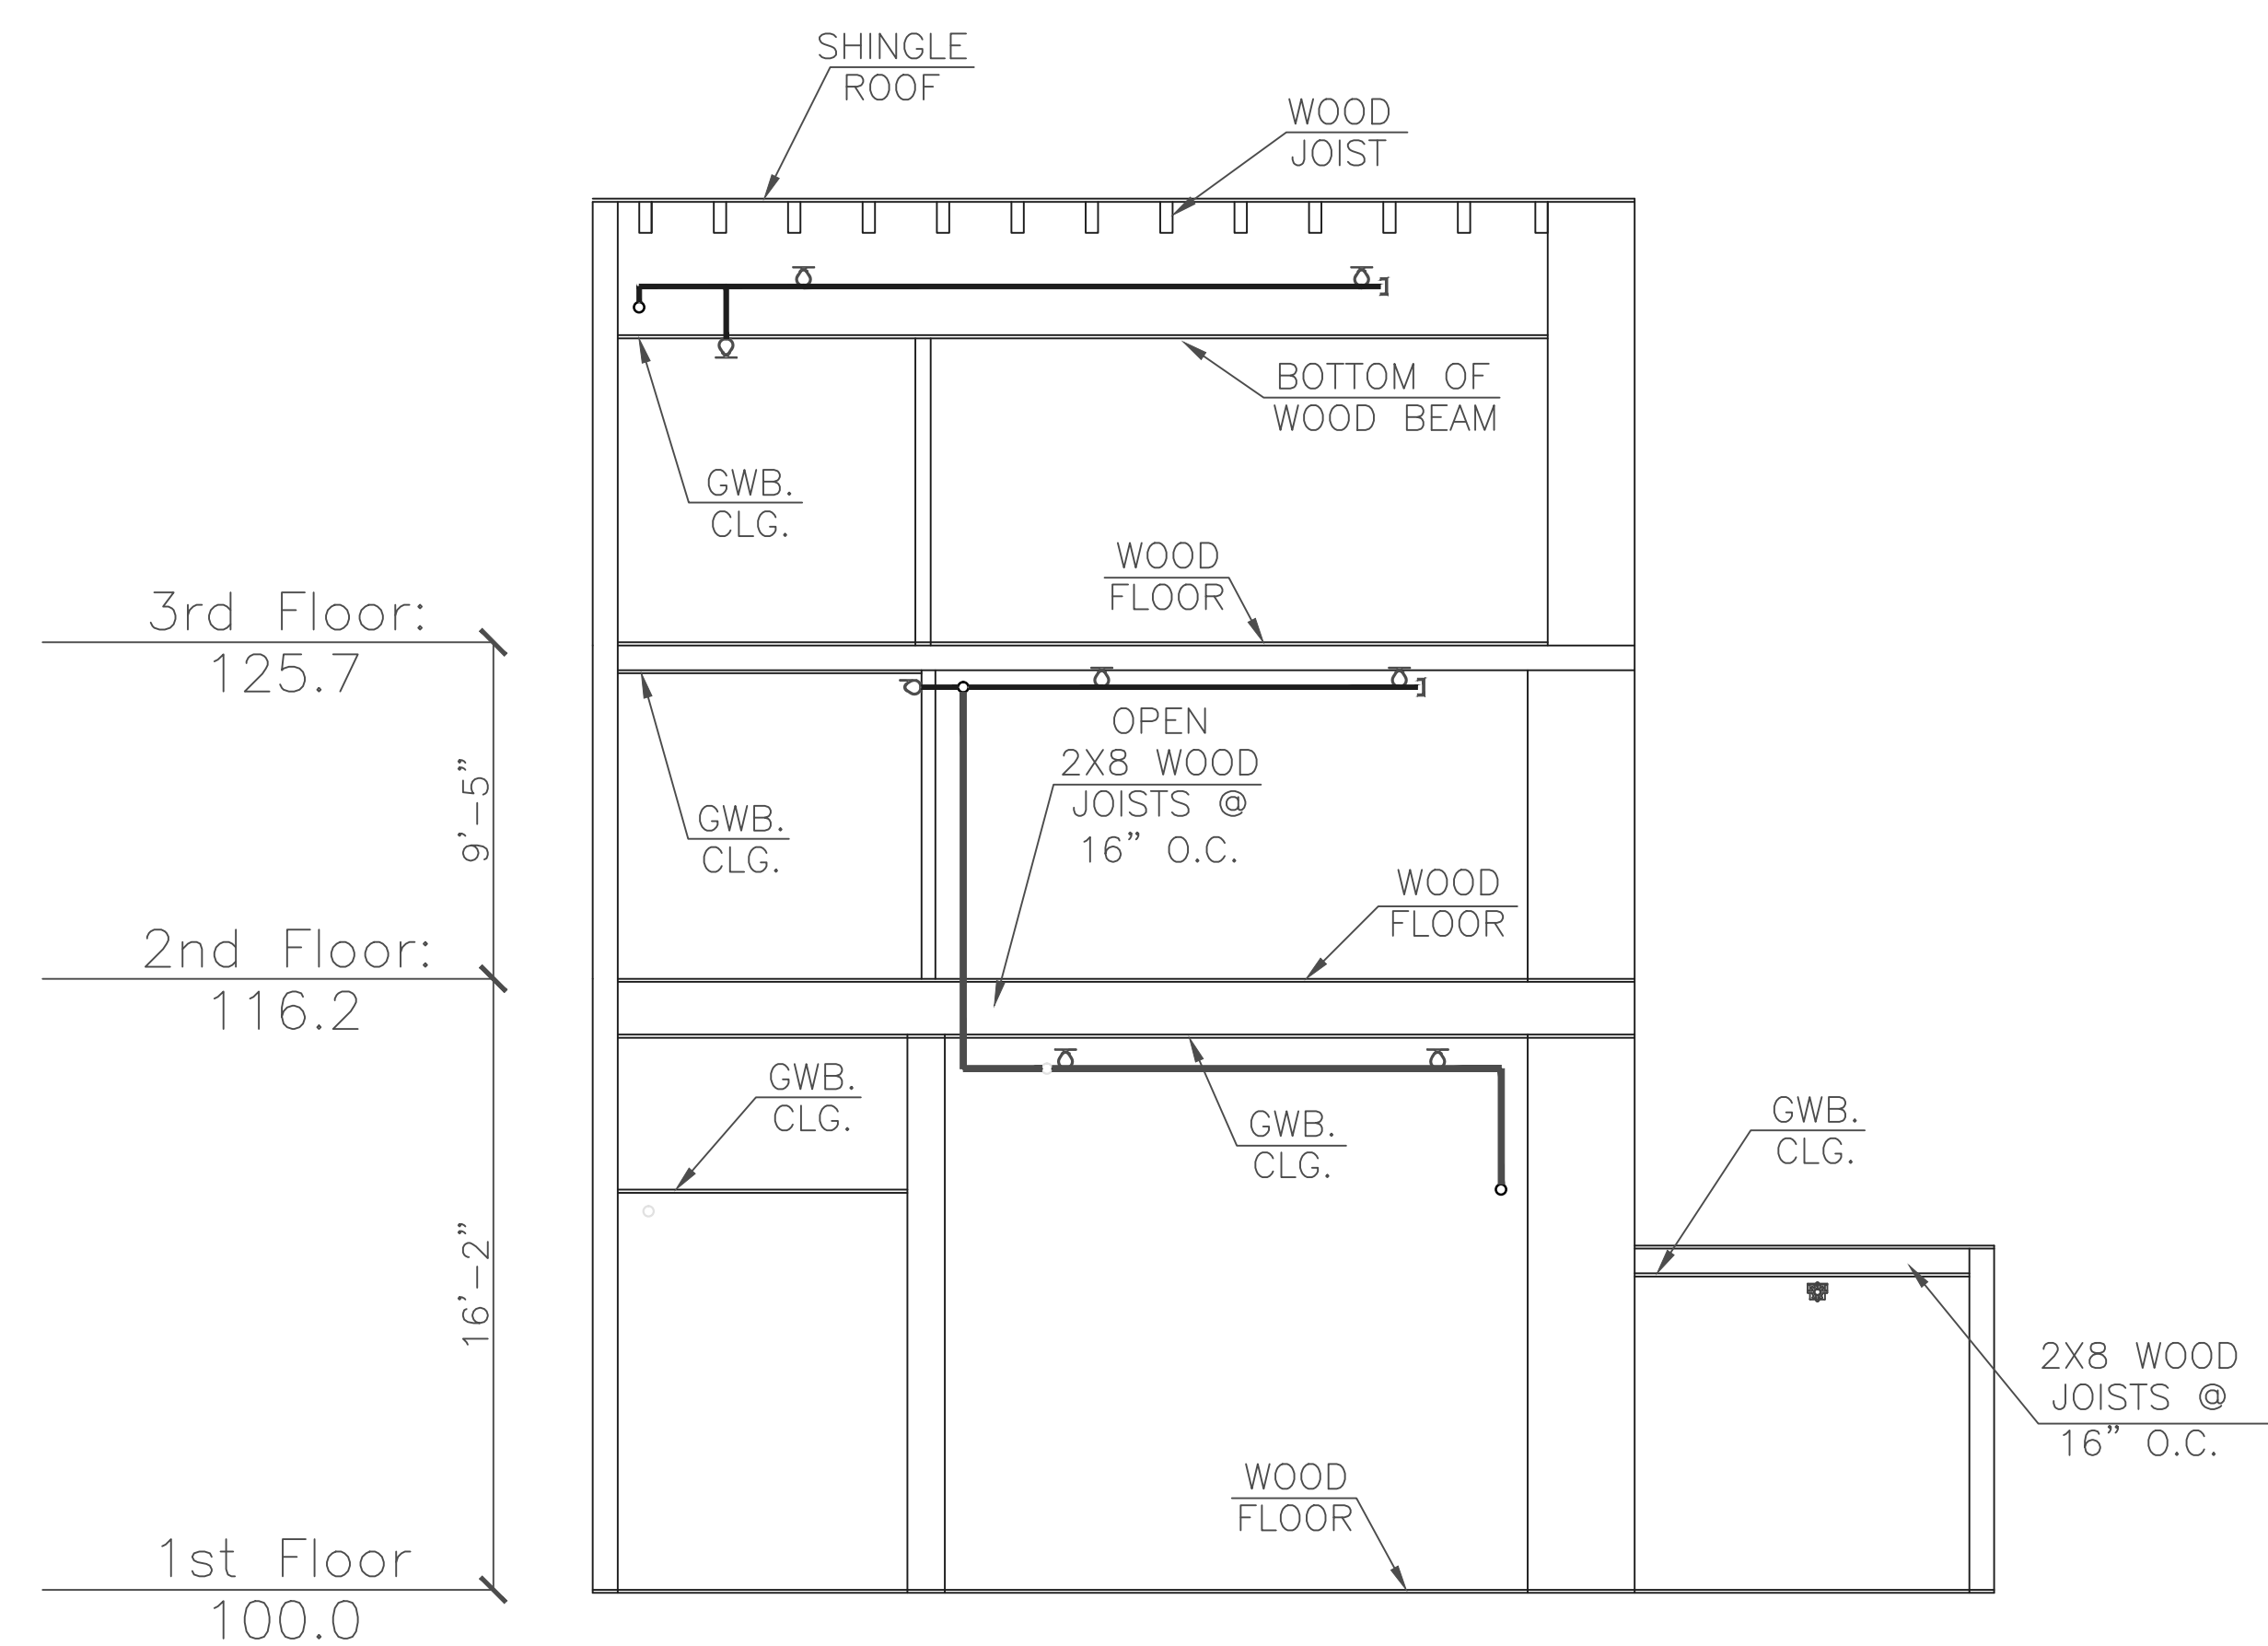 SHINGLE
ROOF
WOOD
JOIST
BOTTOM OF
WOOD BEAM
GWB.
CLG.
WOOD
FLOOR
3rd Floor:
125.7
OPEN
2X8 WOOD
JOISTS @
16" O.C.
9'-5"
GWB.
CLG.
WOOD
FLOOR
2nd Floor:
116.2
GWB.
CLG.
GWB.
CLG.
GWB.
CLG.
16'-2"
2X8 WOOD
JOISTS @
16" O.C.
WOOD
FLOOR
1st Floor
100.0